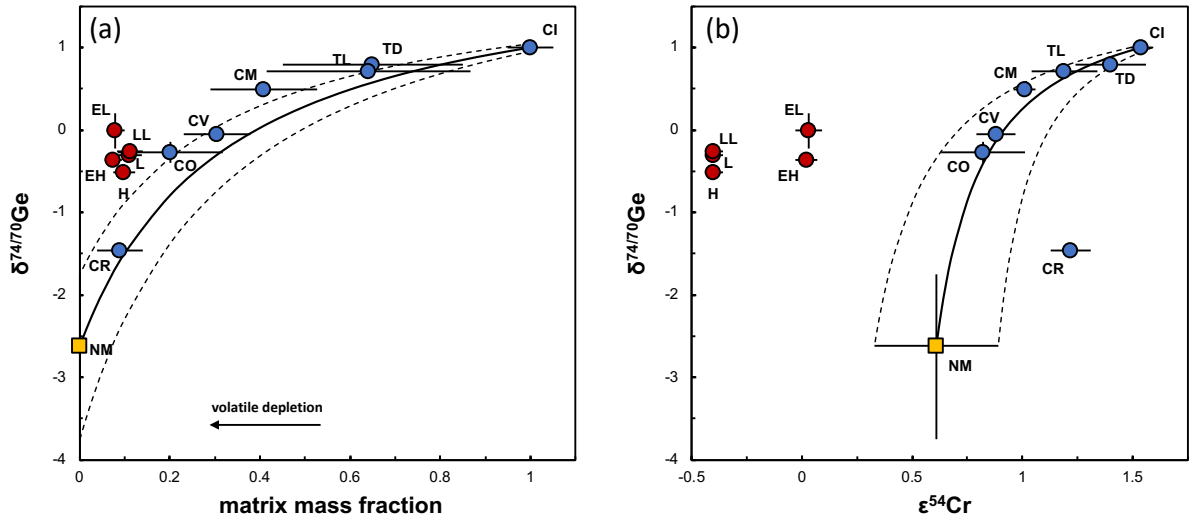 (a)
CI
TD
TL
CM
EL
CV
LL
L
CO
EH
H
CR
NM
volatile depletion
δ74/70Ge
1
0
-1
-2
-3
-4
0
0.2
0.4
0.6
0.8
1
matrix mass fraction
(b)
CI
TL
TD
CM
EL
CV
LL
L
CO
EH
H
CR
NM
δ74/70Ge
1
0
-1
-2
-3
-4
-0.5
0
0.5
1
1.5
ε54Cr